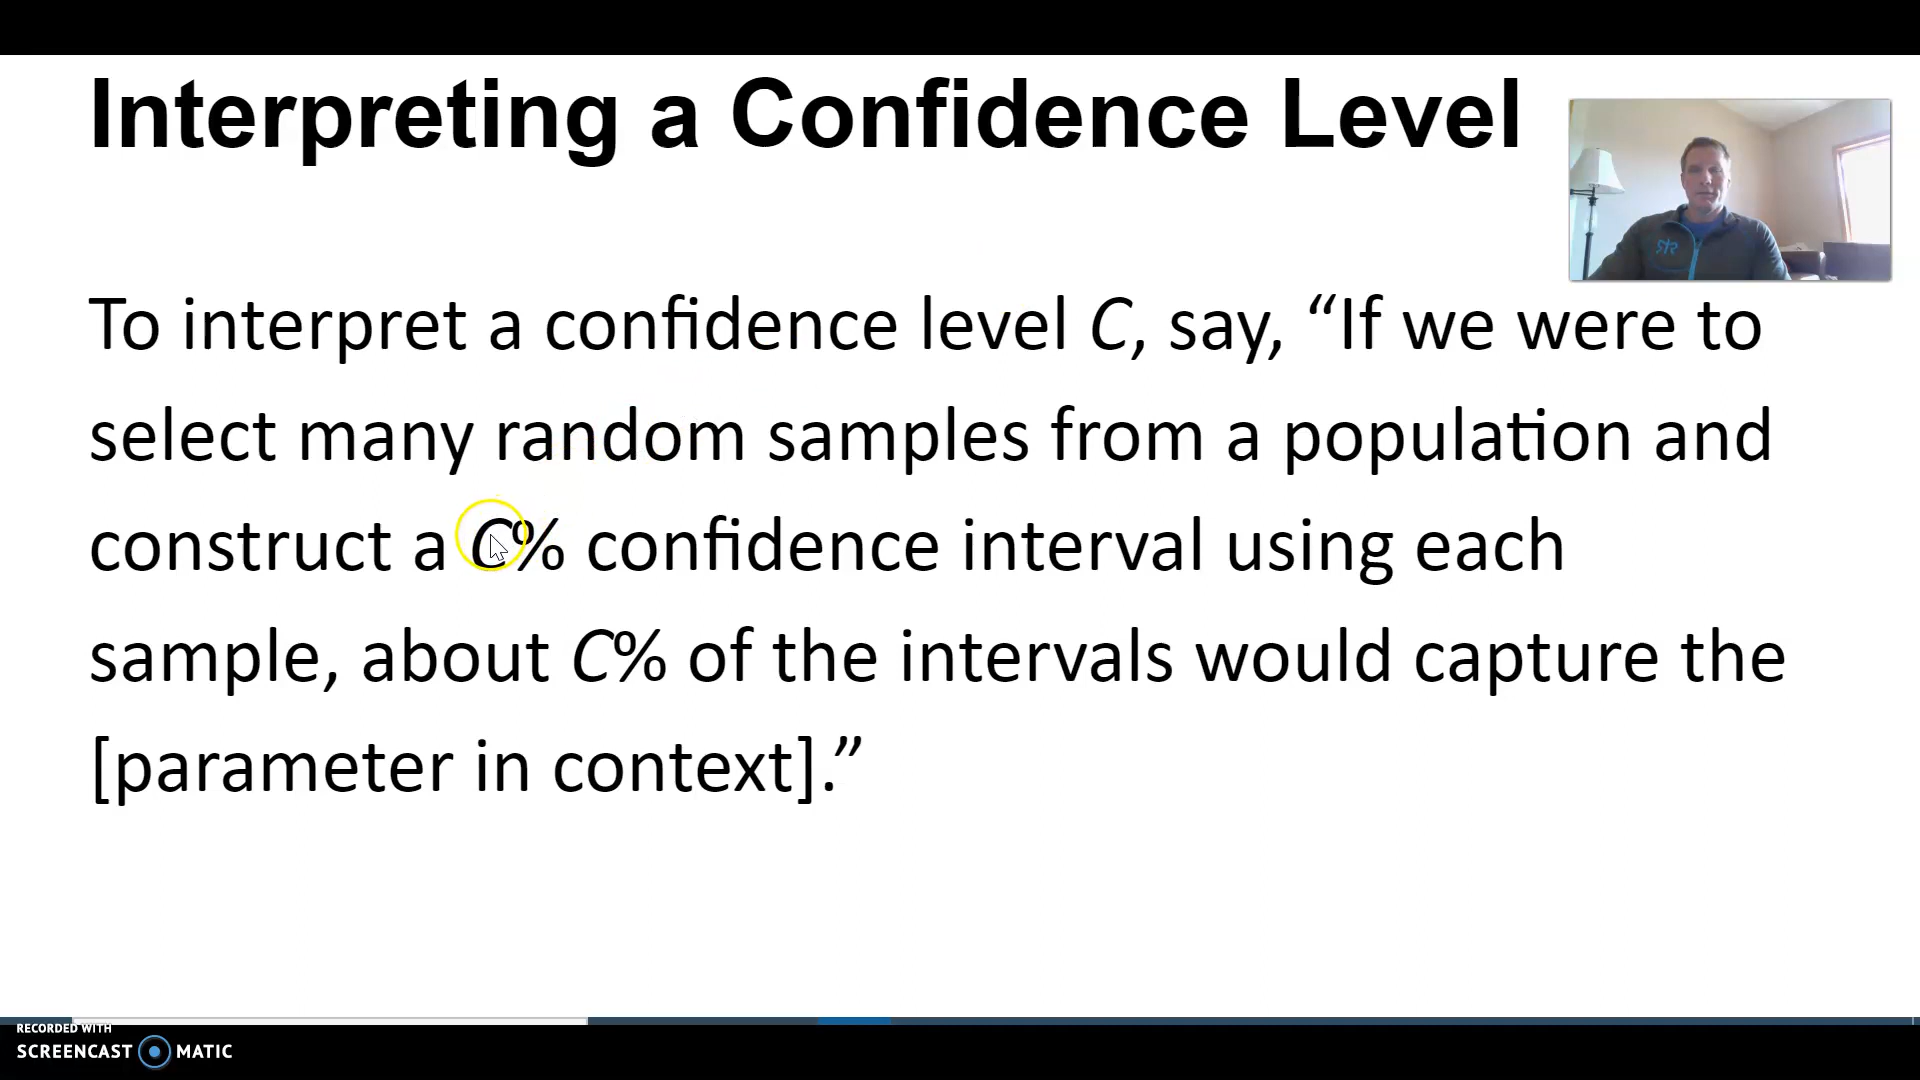 Interpreting a Confidence Level
To interpret a confidence level C, say, “If we were to
select many random samples from a population and
construct a C% confidence interval using each
sample, about C% of the intervals would capture the
[parameter in context].”
RECORDED WITH
SCREENCAST MATIC